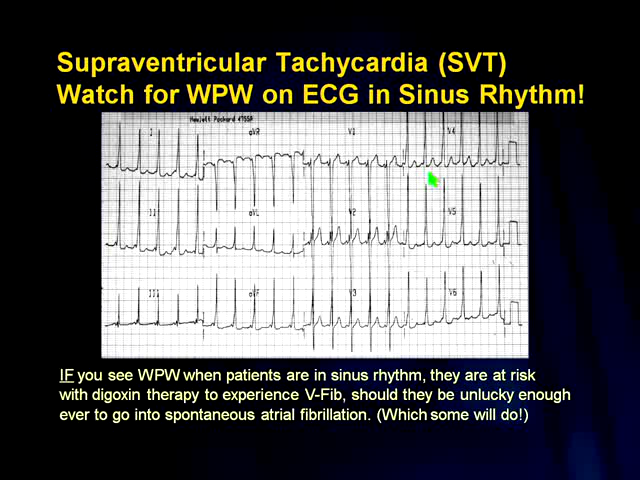 Supraventricular Tachycardia (SVT)
Watch for WPW on ECG in Sinus Rhythm!
Hewlett Packard 4755A
I aVR V1 V4
II aVL V2 V5
III aVF V3 V6
IF you see WPW when patients are in sinus rhythm, they are at risk
with digoxin therapy to experience V-Fib, should they be unlucky enough
ever to go into spontaneous atrial fibrillation. (Which some will do!)